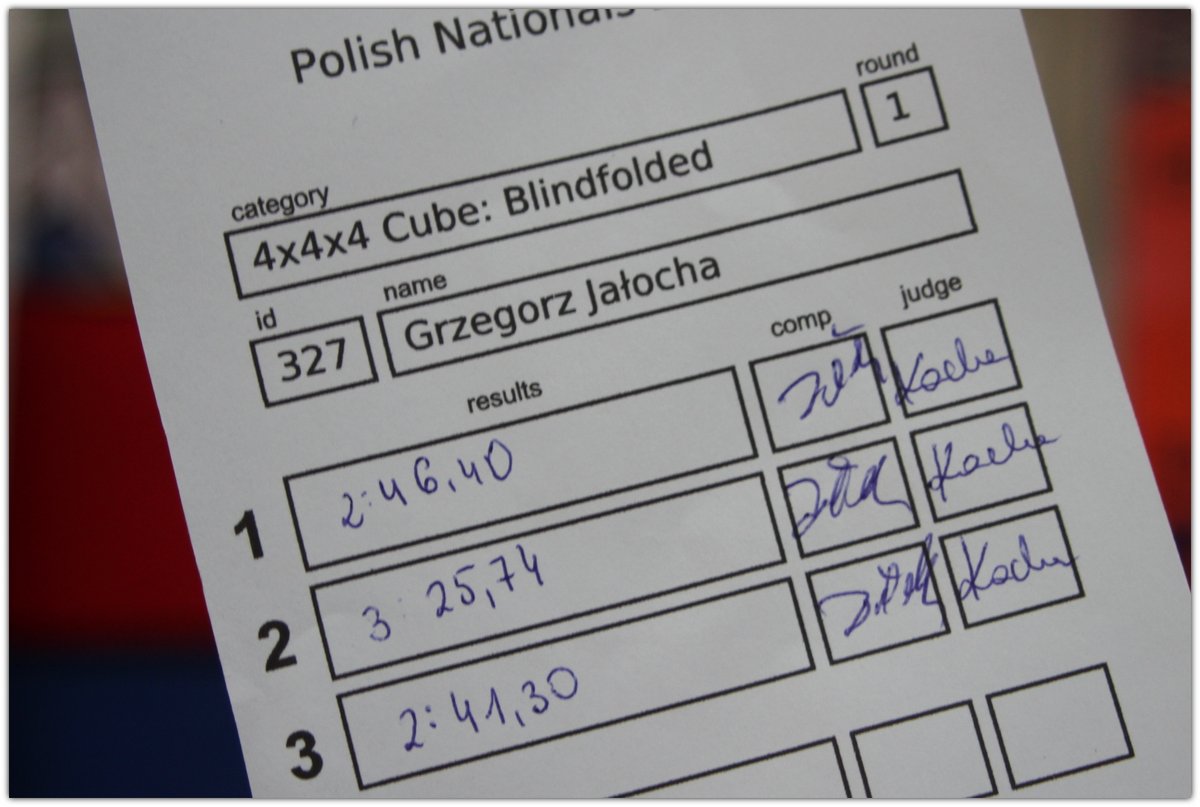 Polish Nationals
round
1
category
4x4x4 Cube: Blindfolded
id
name
327
Grzegorz Jałocha
results
comp
judge
1
2:46,40
2
3:25,74
3
2:41,30